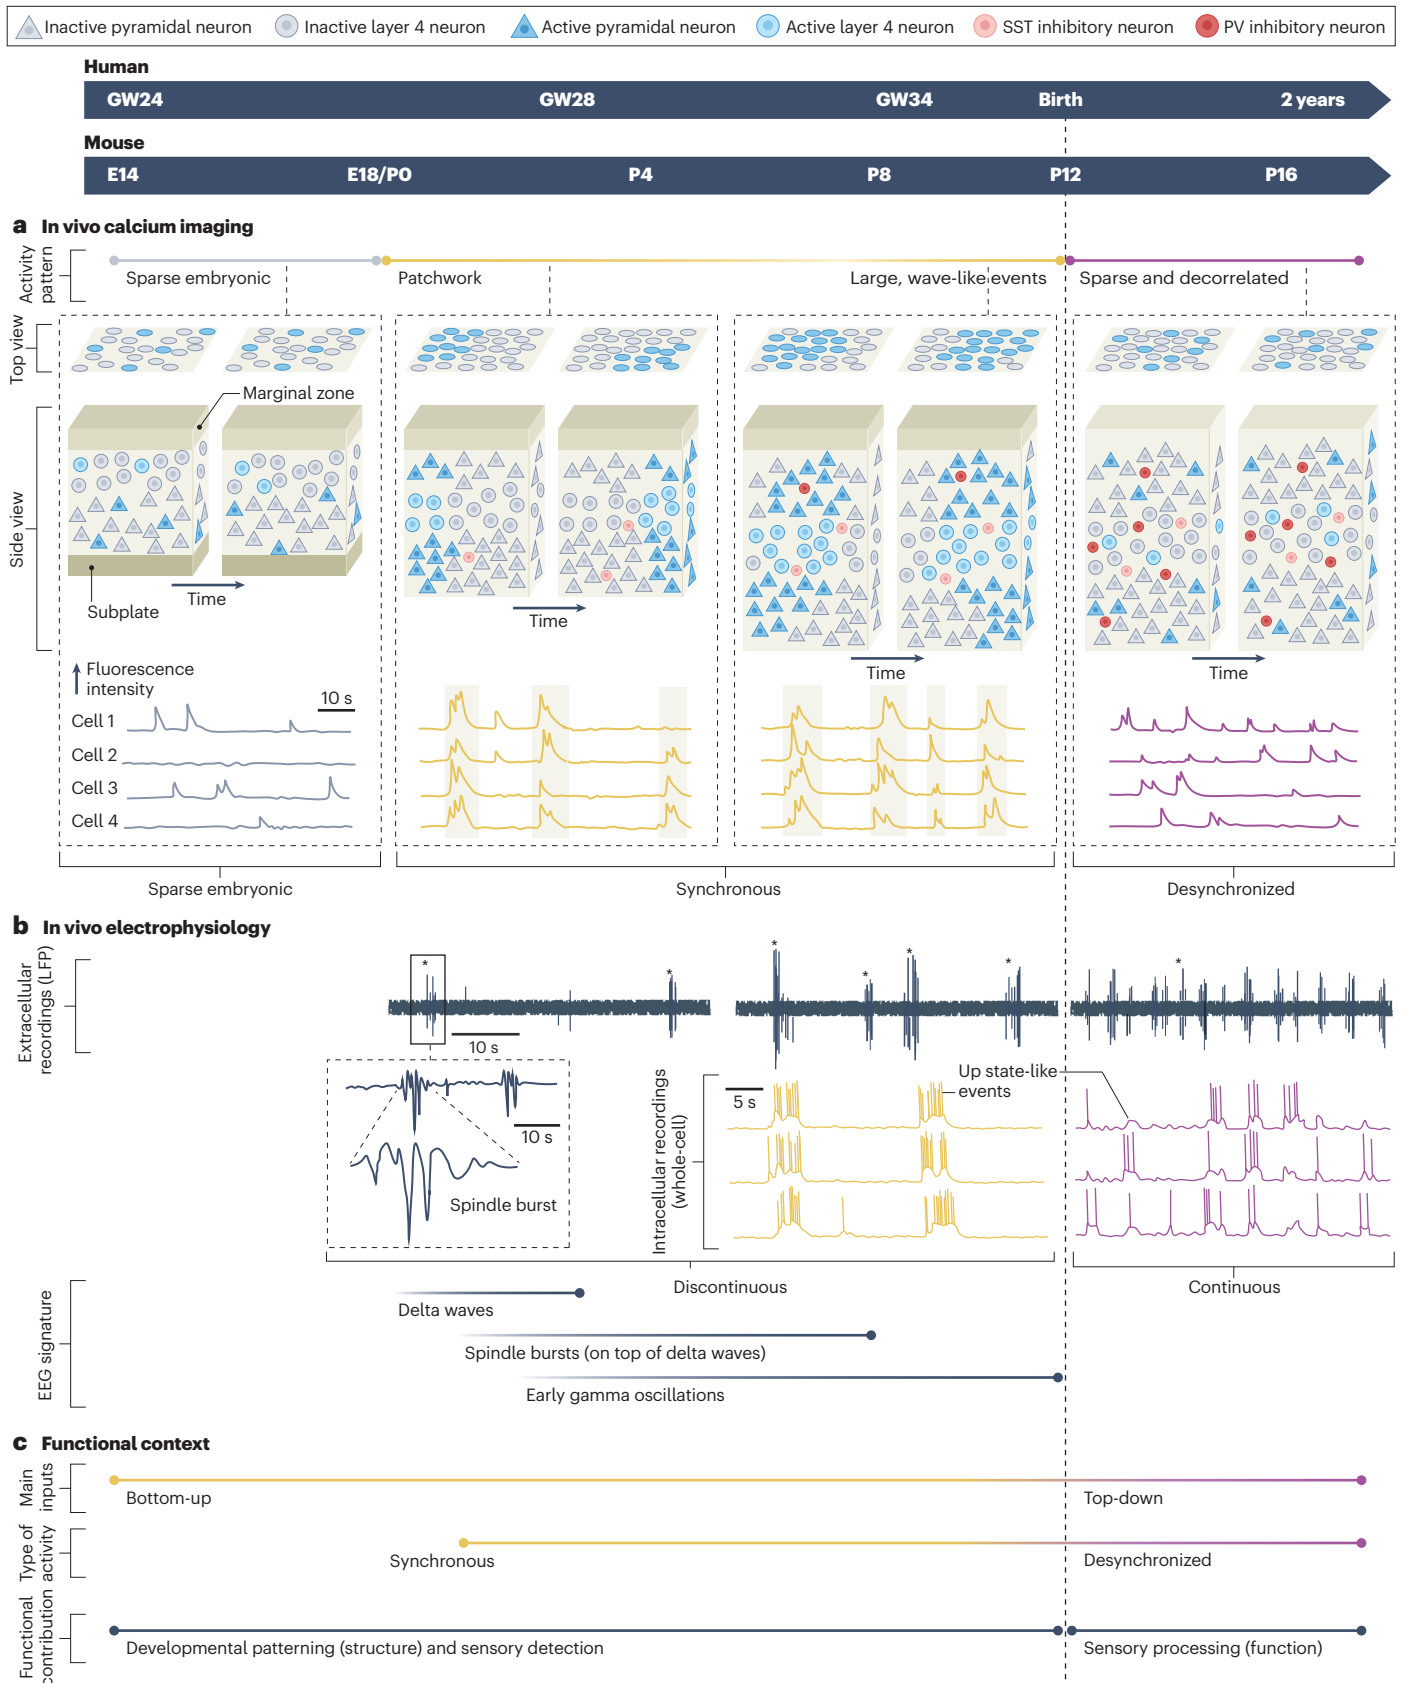 Inactive pyramidal neuron Inactive layer 4 neuron Active pyramidal neuron Active layer 4 neuron SST inhibitory neuron PV inhibitory neuron
Human
GW24 GW28 GW34 Birth 2 years
Mouse
E14 E18/P0 P4 P8 P12 P16
a In vivo calcium imaging
Activity
pattern
Sparse embryonic Patchwork Large, wave-like events Sparse and decorrelated
Top view
Marginal zone
Side view
Subplate
Time
Time
Time
Time
Fluorescence
intensity
10 s
Cell 1
Cell 2
Cell 3
Cell 4
Sparse embryonic Synchronous Desynchronized
b In vivo electrophysiology
Extracellular
recordings (LFP)
* * * * * * *
10 s
10 s
Spindle burst
Intracellular recordings
(whole-cell)
5 s
Up state-like
events
Discontinuous Continuous
EEG signature
Delta waves
Spindle bursts (on top of delta waves)
Early gamma oscillations
c Functional context
Main
inputs
Bottom-up Top-down
Type of
activity
Synchronous Desynchronized
Functional
contribution
Developmental patterning (structure) and sensory detection Sensory processing (function)